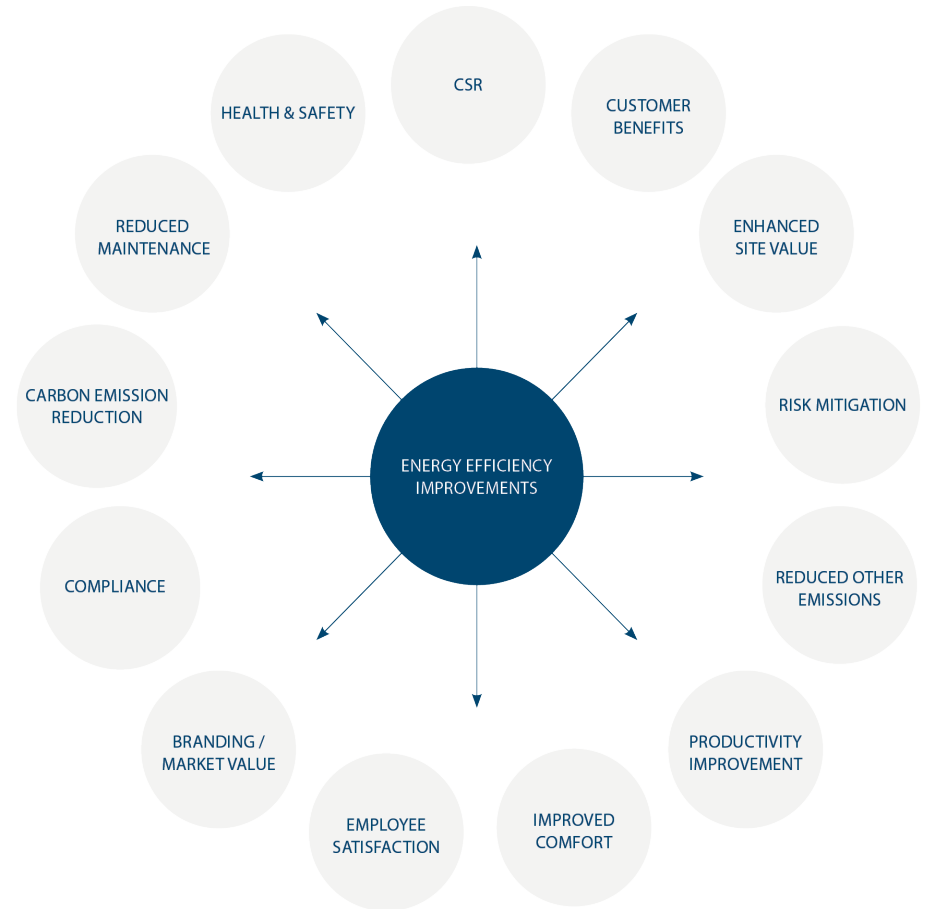 CSR
CUSTOMER
BENEFITS
ENHANCED
SITE VALUE
RISK MITIGATION
REDUCED OTHER
EMISSIONS
PRODUCTIVITY
IMPROVEMENT
IMPROVED
COMFORT
EMPLOYEE
SATISFACTION
BRANDING /
MARKET VALUE
COMPLIANCE
CARBON EMISSION
REDUCTION
REDUCED
MAINTENANCE
HEALTH & SAFETY
ENERGY EFFICIENCY
IMPROVEMENTS